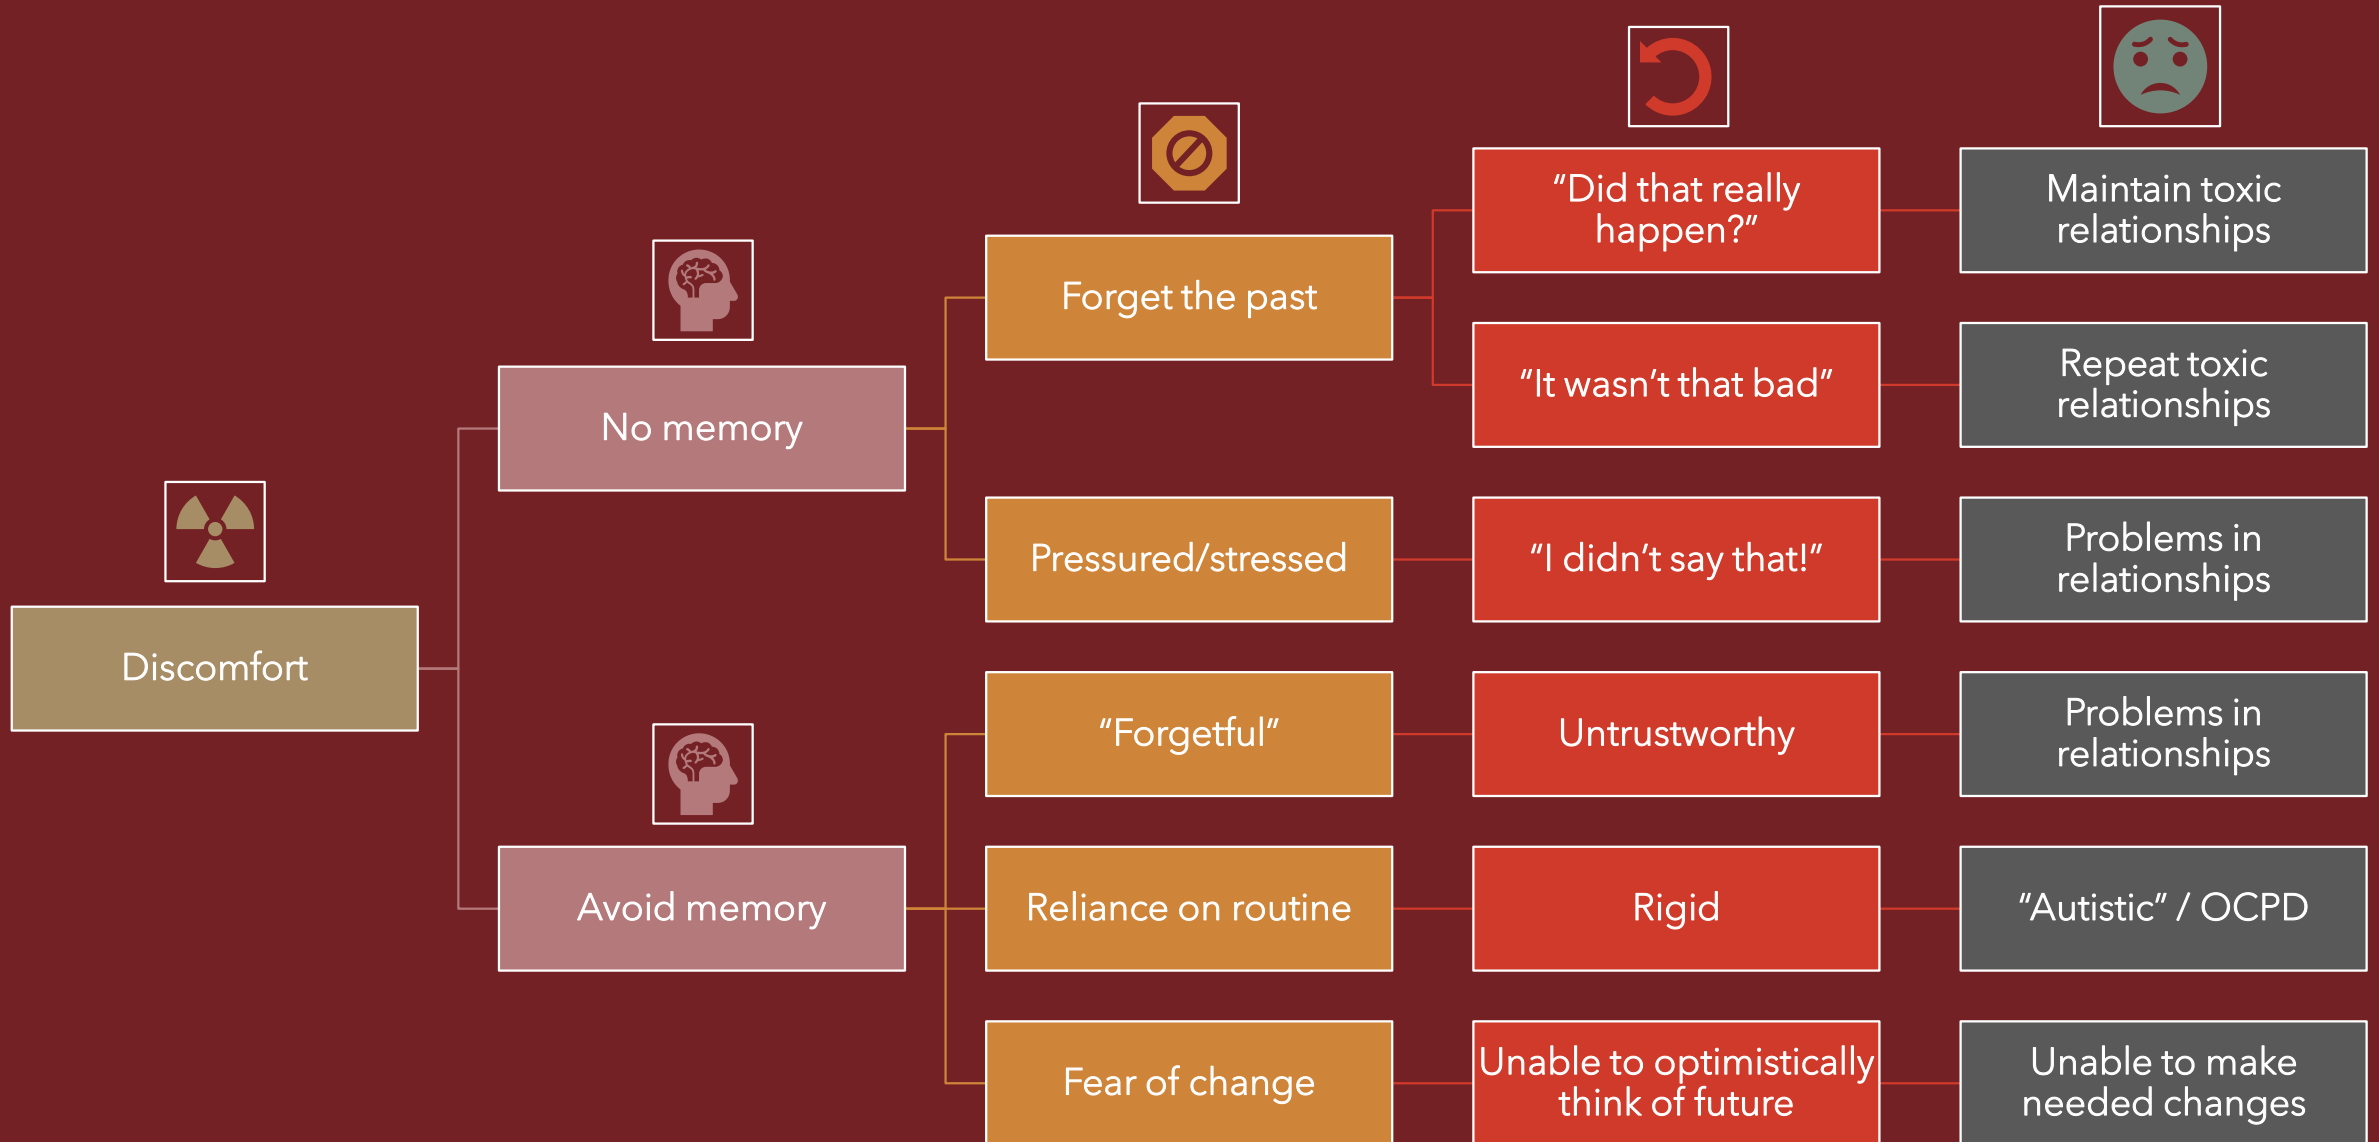 “Did that really
happen?”
Maintain toxic
relationships
Forget the past
“It wasn’t that bad”
Repeat toxic
relationships
No memory
Pressured/stressed
“I didn’t say that!”
Problems in
relationships
Discomfort
“Forgetful”
Untrustworthy
Problems in
relationships
Avoid memory
Reliance on routine
Rigid
“Autistic” / OCPD
Fear of change
Unable to optimistically
think of future
Unable to make
needed changes